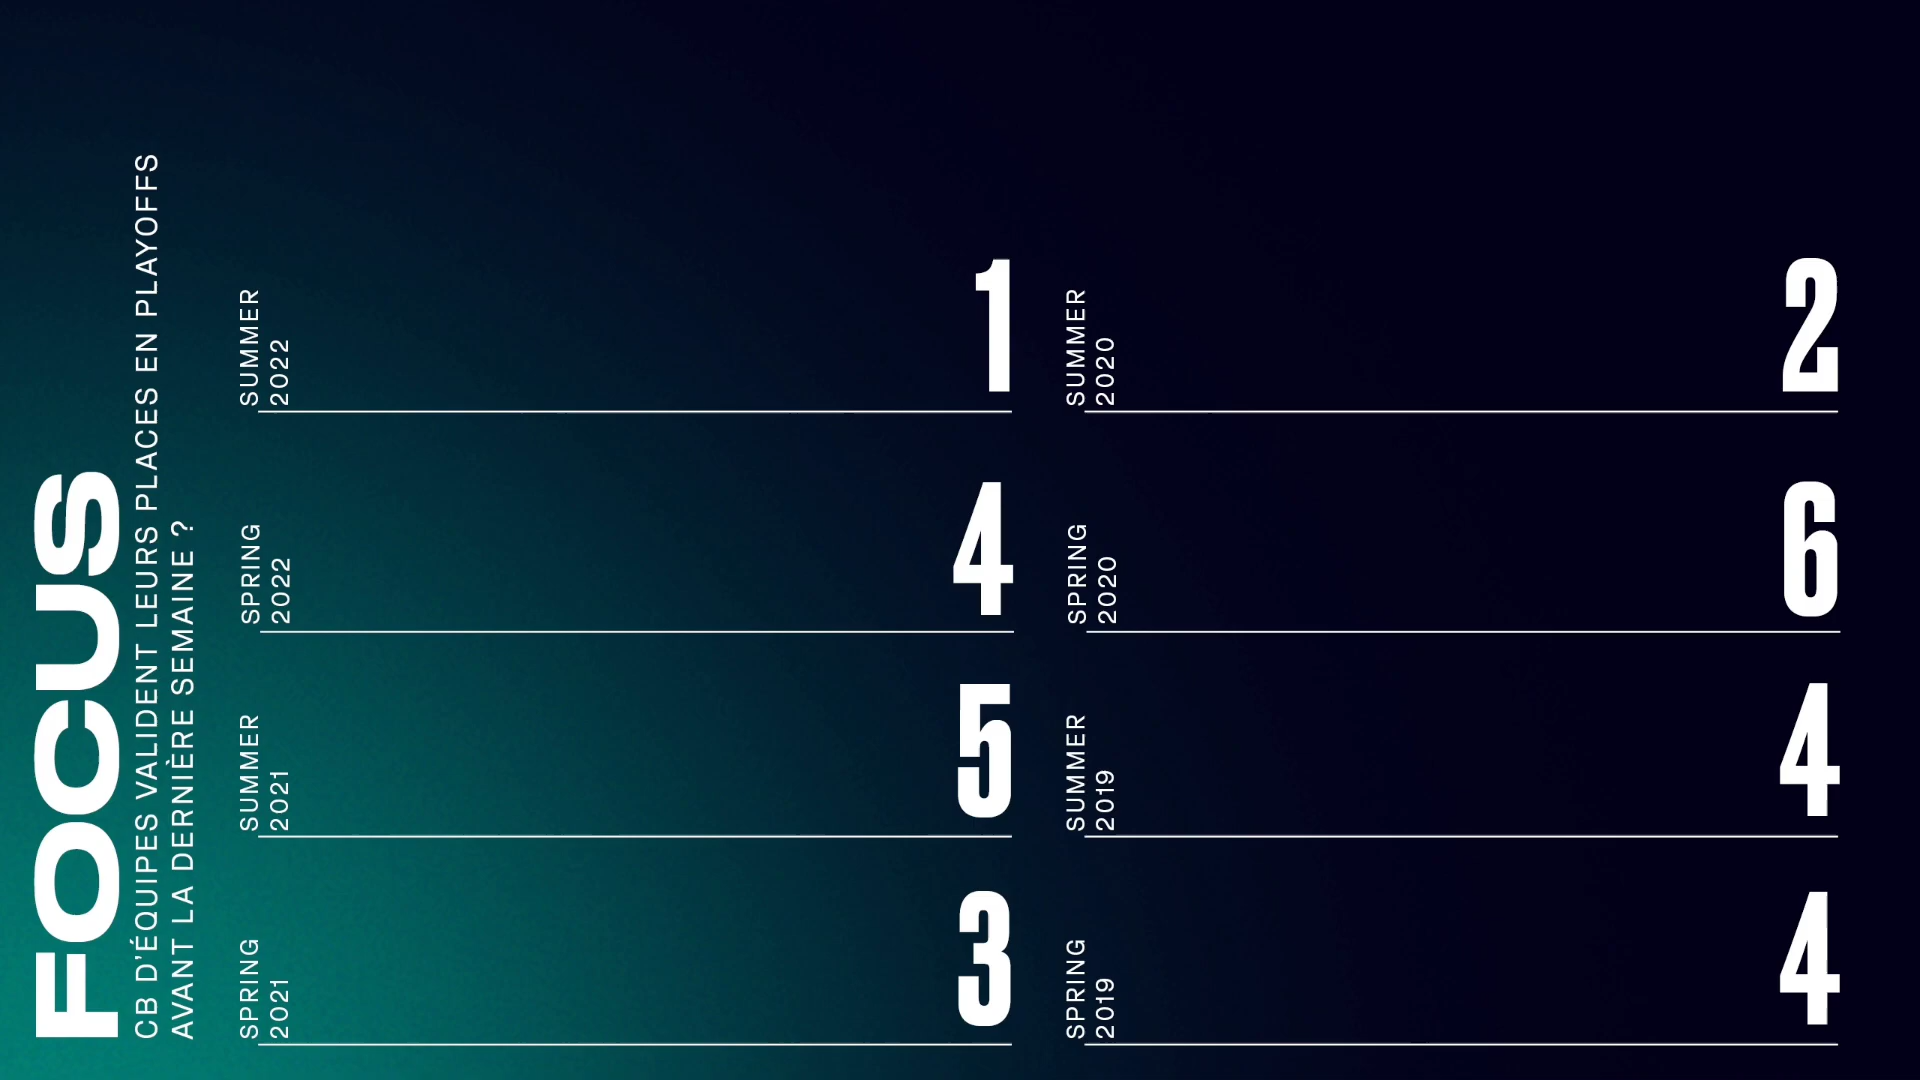 FOCUS
CB D'ÉQUIPES VALIDENT LEURS PLACES EN PLAYOFFS
AVANT LA DERNIÈRE SEMAINE ?
SUMMER
2022
1
SPRING
2022
4
SUMMER
2021
5
SPRING
2021
3
SUMMER
2020
2
SPRING
2020
6
SUMMER
2019
4
SPRING
2019
4